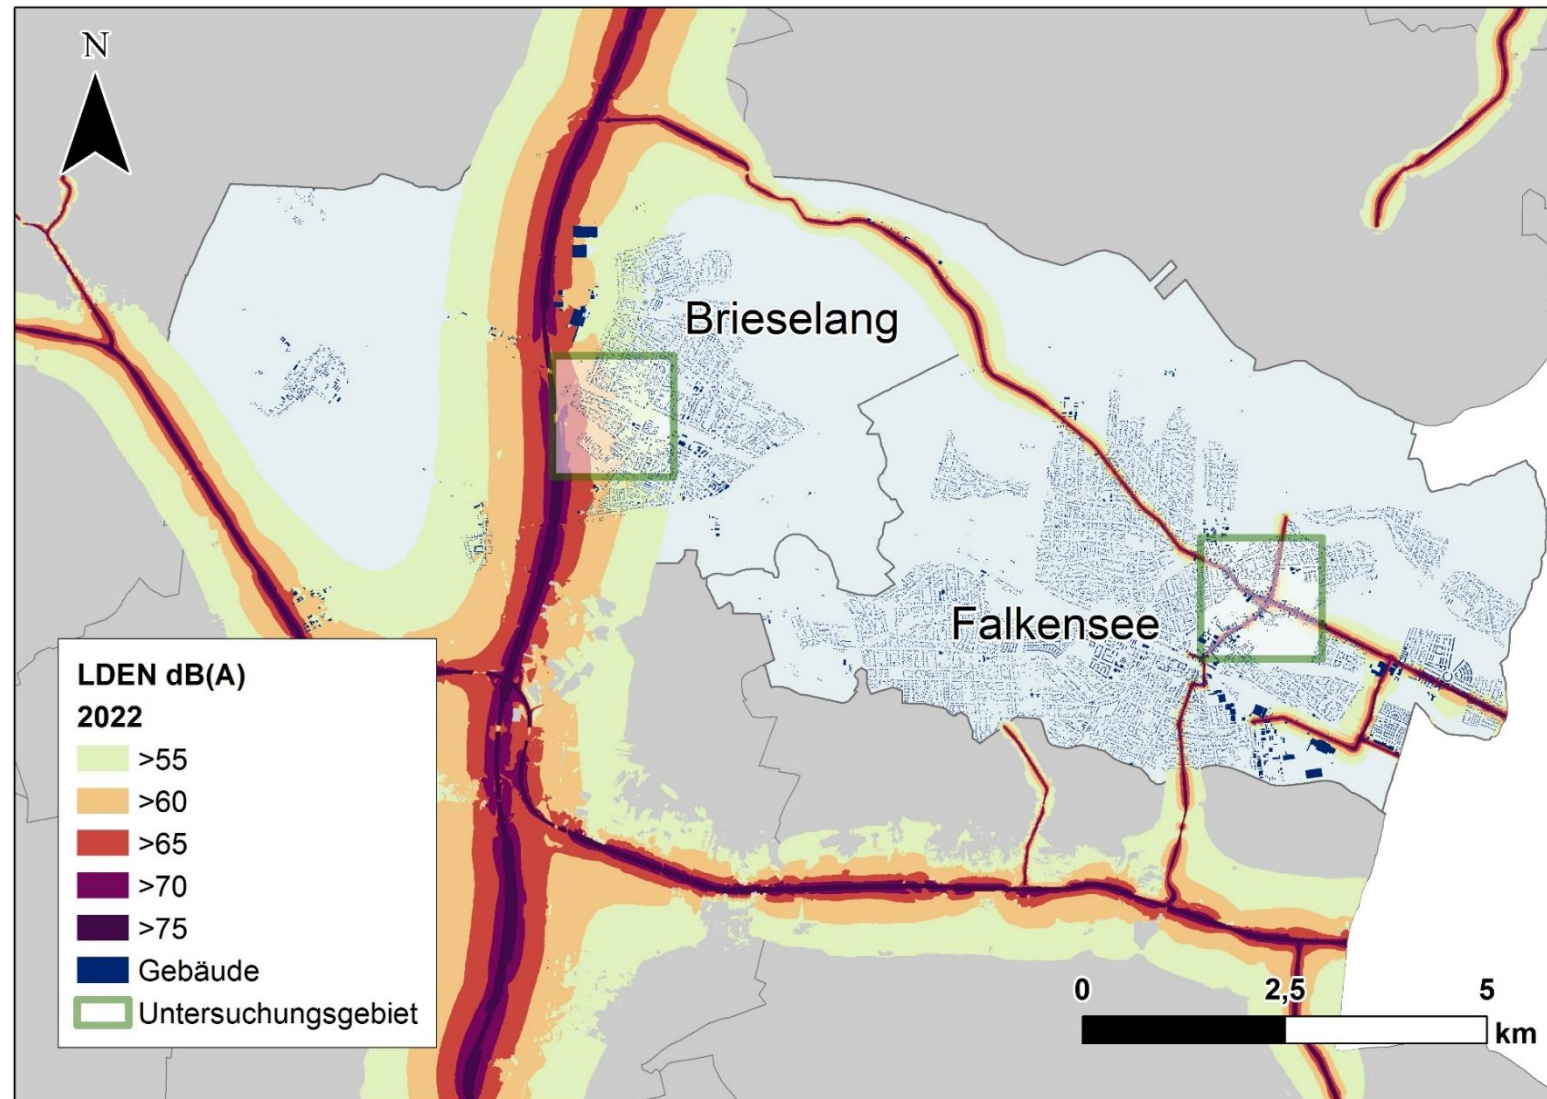 N
Brieselang
Falkensee
LDEN dB(A)
2022
>55
>60
>65
>70
>75
Gebäude
Untersuchungsgebiet
0 2,5 5
km